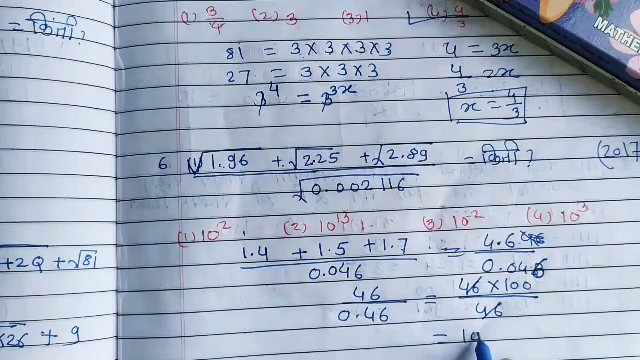 (1) 3/4 (2) 3 (3) 1 (4) 4/3
= किती?
81 = 3 × 3 × 3 × 3
4 = 3x
27 = 3 × 3 × 3
4/3 = x
3^4 = 3^3x
x = 4/3
6. √1.96 + √2.25 + √2.89 / √0.002116 = किती? (2017
(1) 10^2 (2) 10^13 (3) 10^-2 (4) 10^3
1.4 + 1.5 + 1.7 / 0.046 = 4.6 / 0.046
+ 2Q + √81
46 / 0.46 = 46 × 100 / 46
+ 9
= 10
MATHE